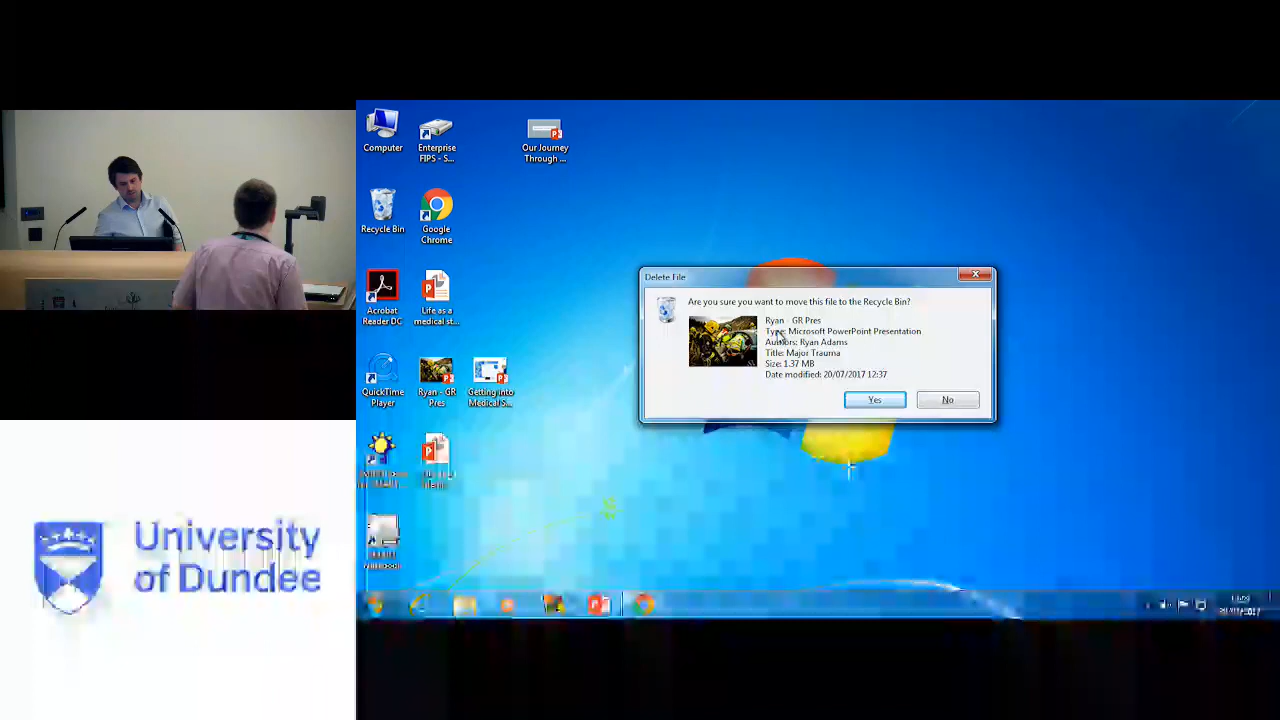 Computer
Enterprise
FIPS - S...
Our Journey
Through ...
Recycle Bin
Google
Chrome
Acrobat
Reader DC
Life as a
medical st...
QuickTime
Player
Ryan - GR
Pres
Getting into
Medical S...
Delete File
Are you sure you want to move this file to the Recycle Bin?
Ryan - GR Pres
Type: Microsoft PowerPoint Presentation
Authors: Ryan Adams
Title: Major Trauma
Size: 1.37 MB
Date modified: 20/07/2017 12:37
Yes
No
University
of Dundee